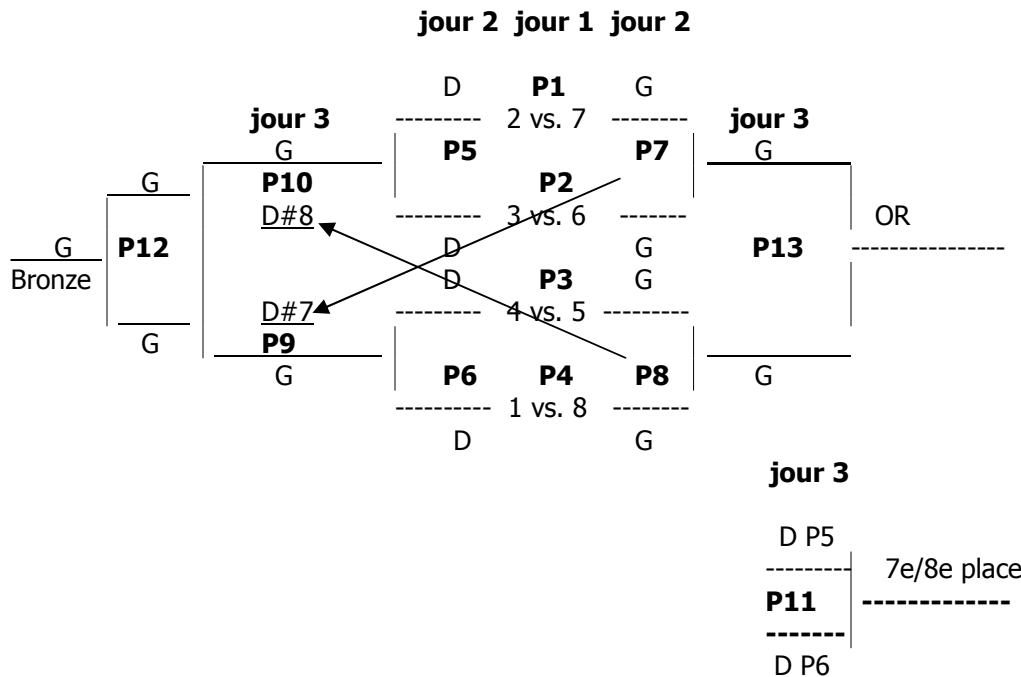 jour 2 jour 1 jour 2
D P1 G
jour 3 2 vs. 7 jour 3
G P5 P7 G
G P10 P2
D#8 3 vs. 6 OR
G P12 D G P13
Bronze D P3 G
D#7 4 vs. 5
G P9
G P6 P4 P8 G
1 vs. 8
D G
jour 3
D P5
7e/8e place
P11
D P6